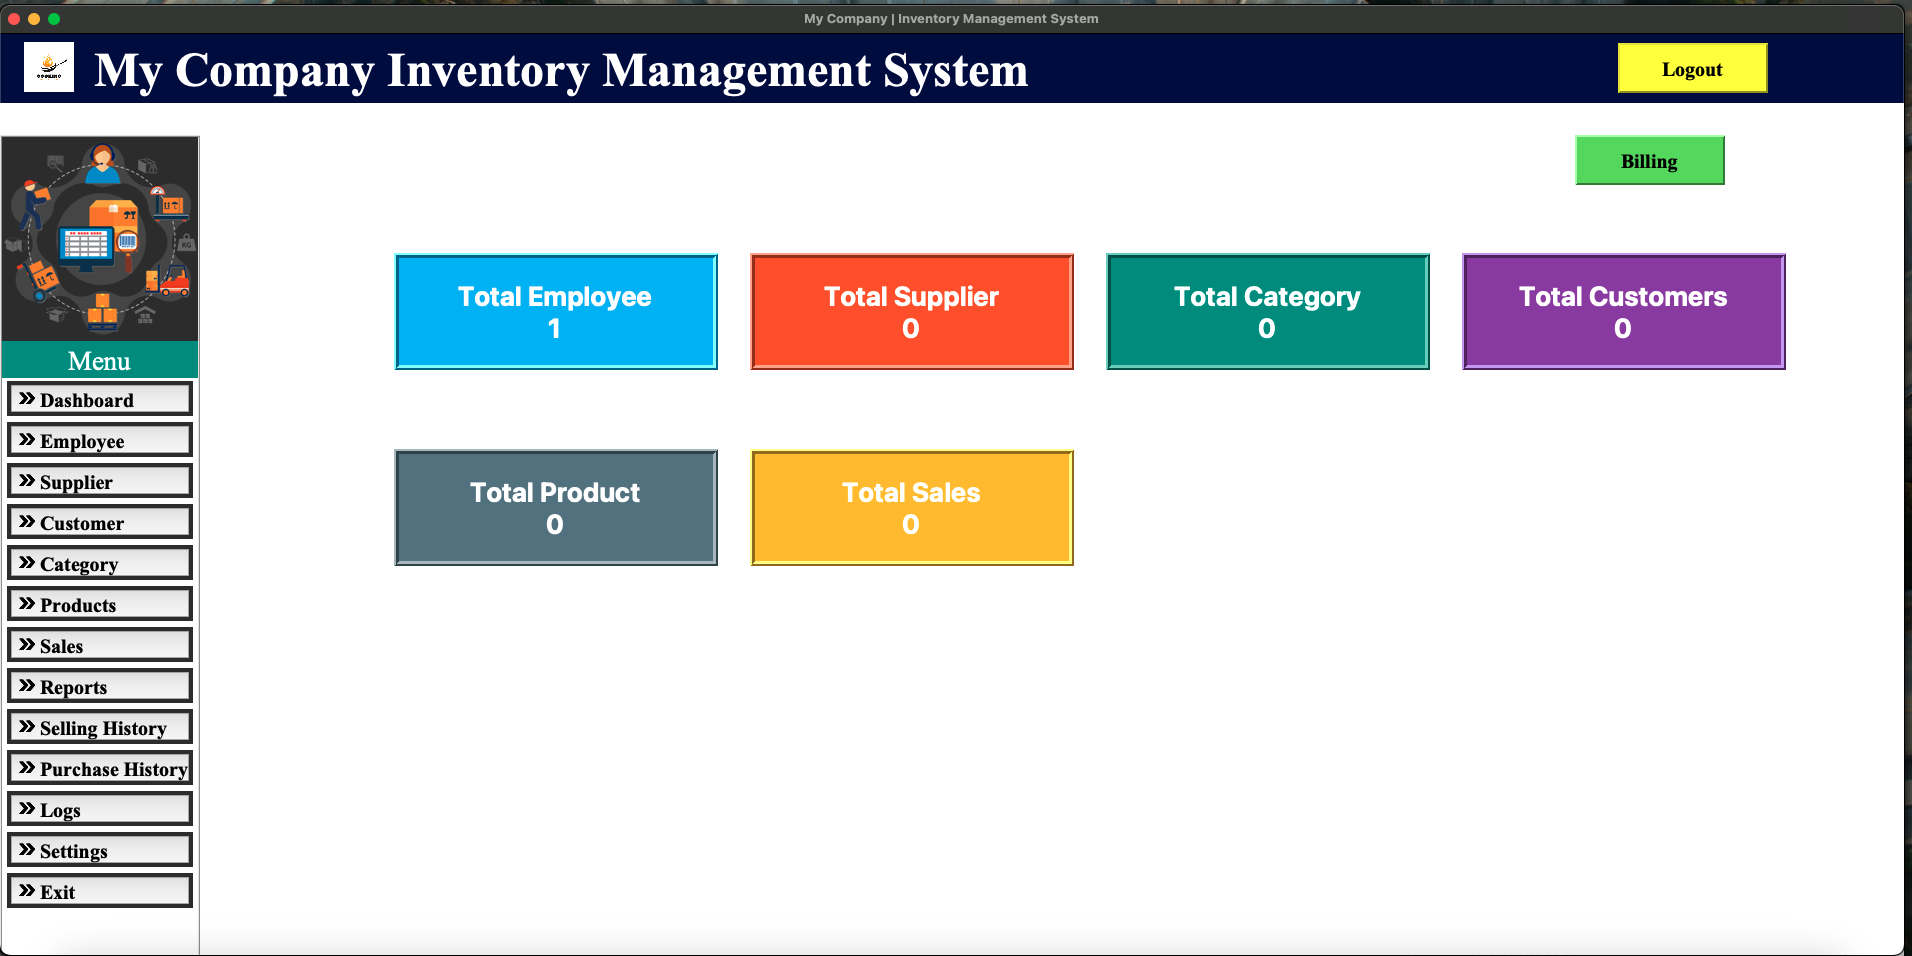 My Company | Inventory Management System
My Company Inventory Management System
Logout
Billing
KG
Menu
Dashboard
Employee
Supplier
Customer
Category
Products
Sales
Reports
Selling History
Purchase History
Logs
Settings
Exit
Total Employee
1
Total Supplier
0
Total Category
0
Total Customers
0
Total Product
0
Total Sales
0